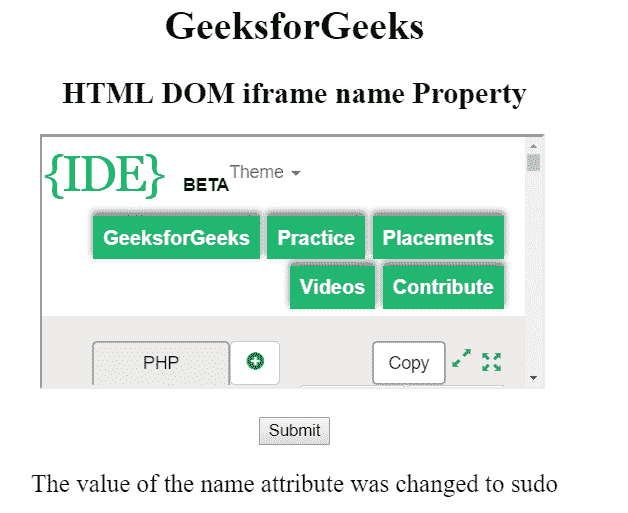 GeeksforGeeks
HTML DOM iframe name Property
{IDE} BETA Theme
GeeksforGeeks Practice Placements
Videos Contribute
PHP Copy
Submit
The value of the name attribute was changed to sudo